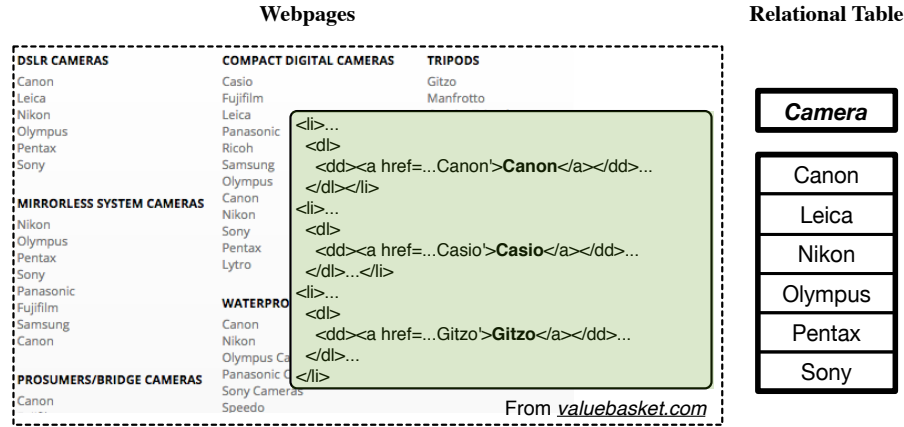 Webpages
Relational Table
DSLR CAMERAS
Canon
Leica
Nikon
Olympus
Pentax
Sony
MIRRORLESS SYSTEM CAMERAS
Nikon
Olympus
Pentax
Sony
Panasonic
Fujifilm
Samsung
Canon
PROSUMERS/BRIDGE CAMERAS
Canon
COMPACT DIGITAL CAMERAS
Casio
Fujifilm
Leica
Panasonic
Ricoh
Samsung
Olympus
Canon
Nikon
Sony
Pentax
Lytro
WATERPRO
Canon
Nikon
Olympus Ca
Panasonic C
Sony Cameras
Speedo
TRIPODS
Gitzo
Manfrotto
<li>...
<dl>
<dd><a href=...Canon'>Canon</a></dd>...
</dl></li>
<li>...
<dl>
<dd><a href=...Casio'>Casio</a></dd>...
</dl>...</li>
<li>...
<dl>
<dd><a href=...Gitzo'>Gitzo</a></dd>...
</dl>...
</li>
From valuebasket.com
Camera
Canon
Leica
Nikon
Olympus
Pentax
Sony